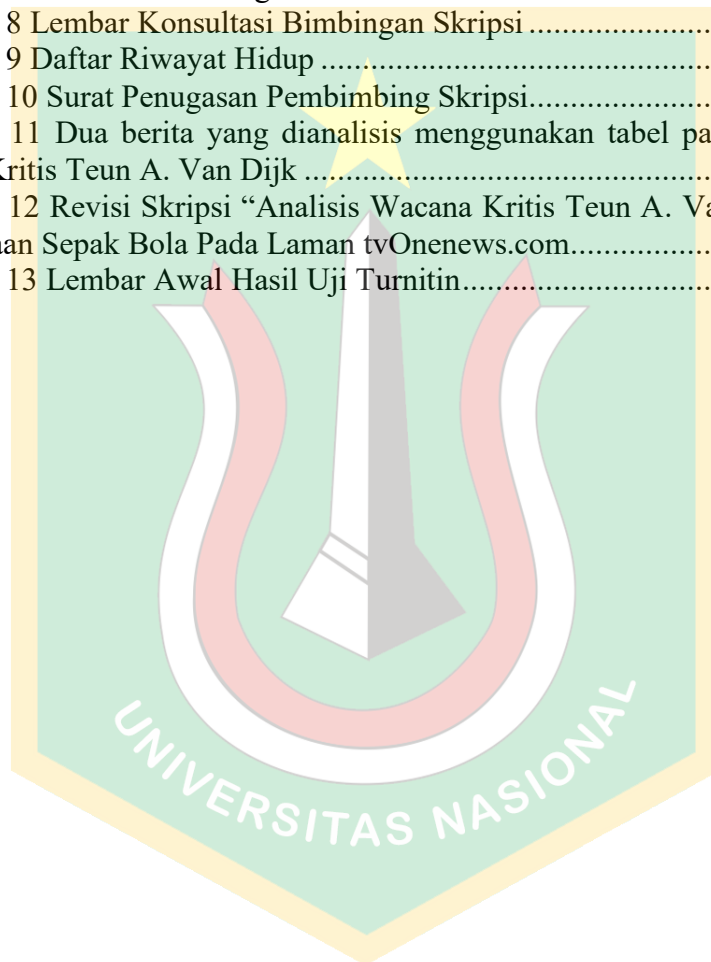 8 Lembar Konsultasi Bimbingan Skripsi ........................
9 Daftar Riwayat Hidup ..................................................
10 Surat Penugasan Pembimbing Skripsi........................
11 Dua berita yang dianalisis menggunakan tabel pa
Kritis Teun A. Van Dijk ....................................................
12 Revisi Skripsi “Analisis Wacana Kritis Teun A. Va
aan Sepak Bola Pada Laman tvOnenews.com..................
13 Lembar Awal Hasil Uji Turnitin................................
UNIVERSITAS NASIONAL